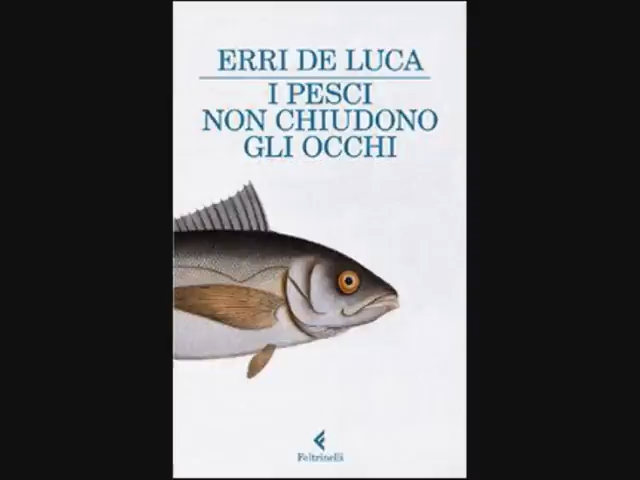 ERRI DE LUCA
I PESCI
NON CHIUDONO
GLI OCCHI
Feltrinelli